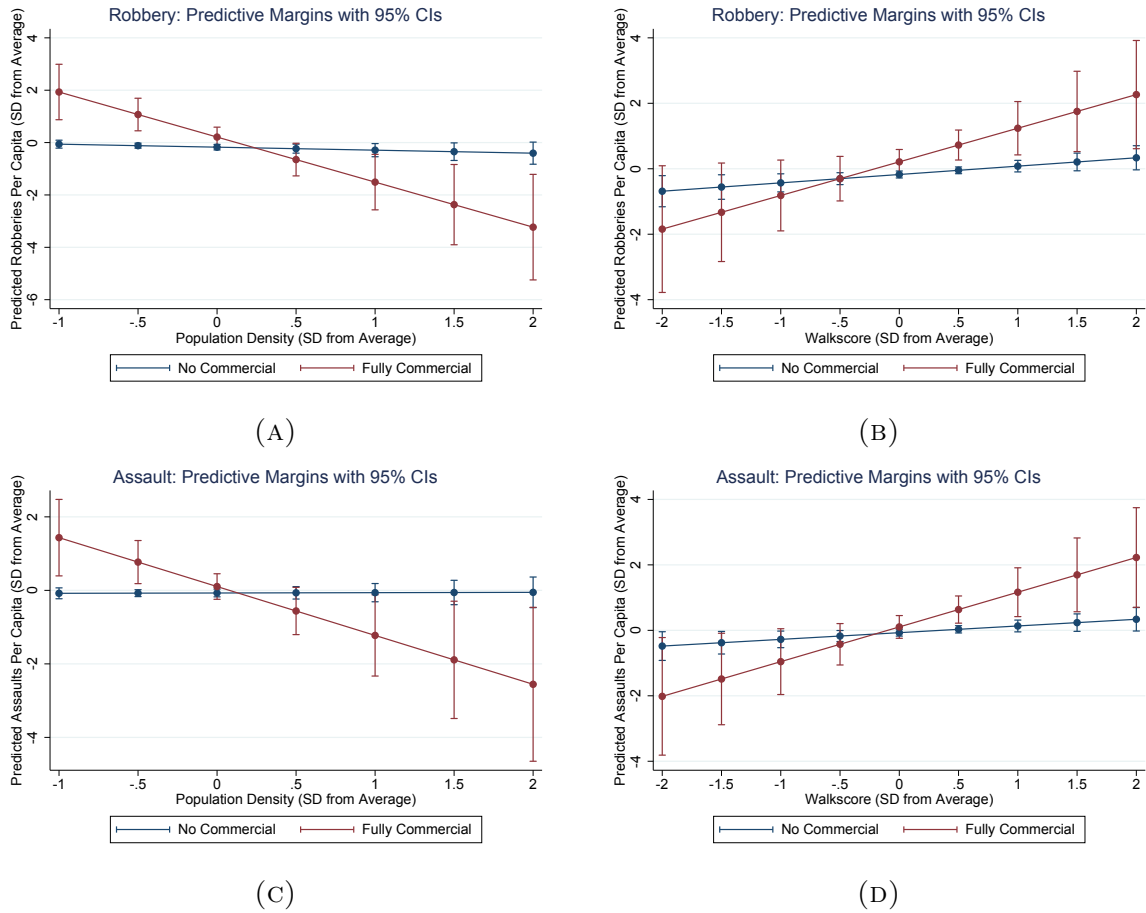 Robbery: Predictive Margins with 95% CIs
Predicted Robberies Per Capita (SD from Average)
4
2
0
-2
-4
-6
-1 -.5 0 .5 1 1.5 2
Population Density (SD from Average)
No Commercial Fully Commercial
(A)
Robbery: Predictive Margins with 95% CIs
Predicted Robberies Per Capita (SD from Average)
4
2
0
-2
-4
-2 -1.5 -1 -.5 0 .5 1 1.5 2
Walkscore (SD from Average)
No Commercial Fully Commercial
(B)
Assault: Predictive Margins with 95% CIs
Predicted Assaults Per Capita (SD from Average)
2
0
-2
-4
-1 -.5 0 .5 1 1.5 2
Population Density (SD from Average)
No Commercial Fully Commercial
(C)
Assault: Predictive Margins with 95% CIs
Predicted Assaults Per Capita (SD from Average)
4
2
0
-2
-4
-2 -1.5 -1 -.5 0 .5 1 1.5 2
Walkscore (SD from Average)
No Commercial Fully Commercial
(D)